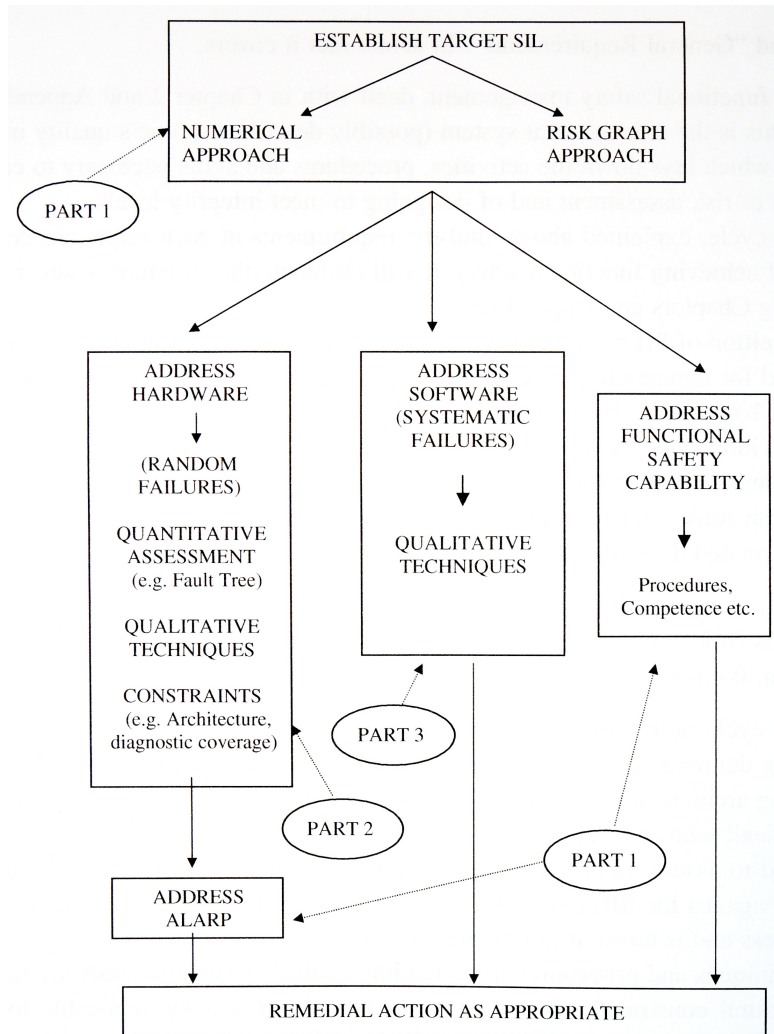 ESTABLISH TARGET SIL
NUMERICAL
APPROACH
RISK GRAPH
APPROACH
PART 1
ADDRESS
HARDWARE
(RANDOM
FAILURES)
QUANTITATIVE
ASSESSMENT
(e.g. Fault Tree)
QUALITATIVE
TECHNIQUES
CONSTRAINTS
(e.g. Architecture,
diagnostic coverage)
ADDRESS
SOFTWARE
(SYSTEMATIC
FAILURES)
QUALITATIVE
TECHNIQUES
ADDRESS
FUNCTIONAL
SAFETY
CAPABILITY
Procedures,
Competence etc.
PART 3
PART 2
PART 1
ADDRESS
ALARP
REMEDIAL ACTION AS APPROPRIATE